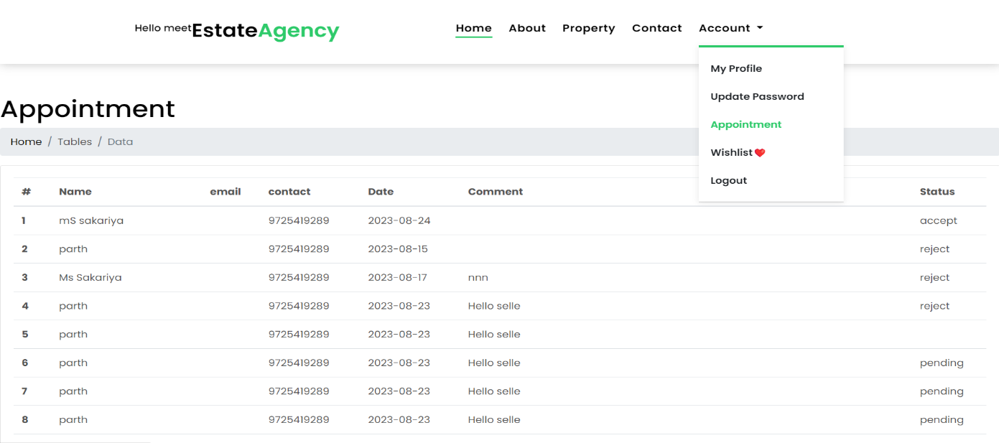 Hello meetEstateAgency
Home About Property Contact Account
My Profile
Update Password
Appointment
Wishlist
Logout
Appointment
Home / Tables / Data
# Name email contact Date Comment Status
1 mS sakariya 9725419289 2023-08-24 accept
2 parth 9725419289 2023-08-15 reject
3 Ms Sakariya 9725419289 2023-08-17 nnn reject
4 parth 9725419289 2023-08-23 Hello selle reject
5 parth 9725419289 2023-08-23 Hello selle
6 parth 9725419289 2023-08-23 Hello selle pending
7 parth 9725419289 2023-08-23 Hello selle pending
8 parth 9725419289 2023-08-23 Hello selle pending